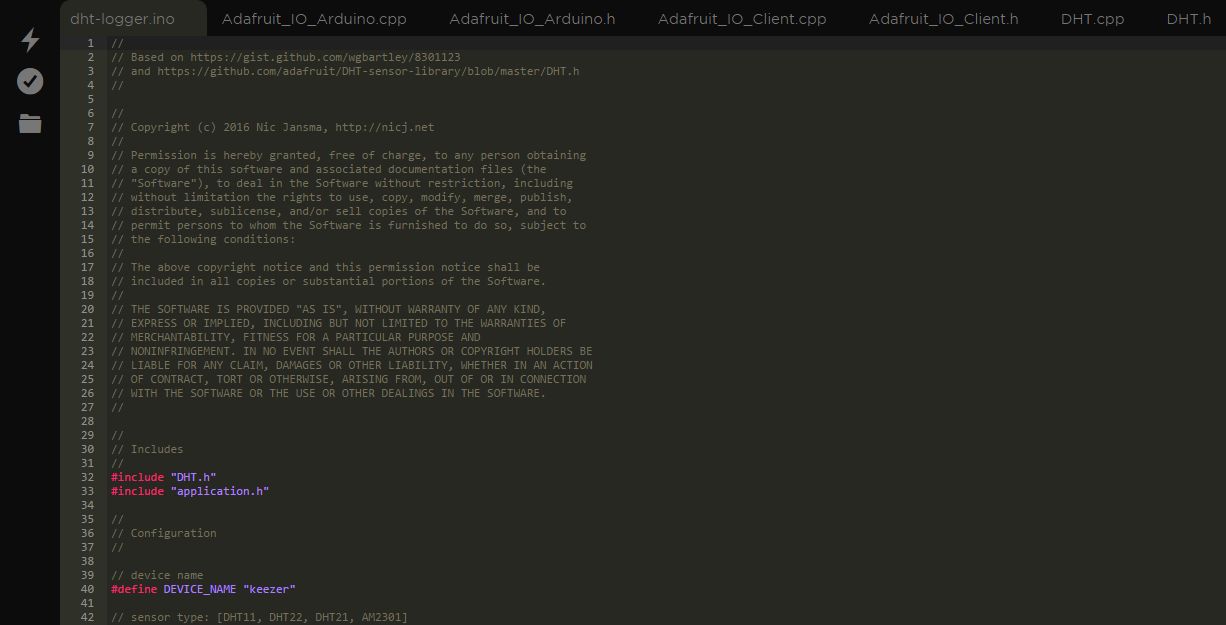 dht-logger.ino Adafruit_IO_Arduino.cpp Adafruit_IO_Arduino.h Adafruit_IO_Client.cpp Adafruit_IO_Client.h DHT.cpp DHT.h
1 //
2 // Based on https://gist.github.com/wgbartley/8301123
3 // and https://github.com/adafruit/DHT-sensor-library/blob/master/DHT.h
4 //
5
6 //
7 // Copyright (c) 2016 Nic Jansma, http://nicj.net
8 //
9 // Permission is hereby granted, free of charge, to any person obtaining
10 // a copy of this software and associated documentation files (the
11 // "Software"), to deal in the Software without restriction, including
12 // without limitation the rights to use, copy, modify, merge, publish,
13 // distribute, sublicense, and/or sell copies of the Software, and to
14 // permit persons to whom the Software is furnished to do so, subject to
15 // the following conditions:
16 //
17 // The above copyright notice and this permission notice shall be
18 // included in all copies or substantial portions of the Software.
19 //
20 // THE SOFTWARE IS PROVIDED "AS IS", WITHOUT WARRANTY OF ANY KIND,
21 // EXPRESS OR IMPLIED, INCLUDING BUT NOT LIMITED TO THE WARRANTIES OF
22 // MERCHANTABILITY, FITNESS FOR A PARTICULAR PURPOSE AND
23 // NONINFRINGEMENT. IN NO EVENT SHALL THE AUTHORS OR COPYRIGHT HOLDERS BE
24 // LIABLE FOR ANY CLAIM, DAMAGES OR OTHER LIABILITY, WHETHER IN AN ACTION
25 // OF CONTRACT, TORT OR OTHERWISE, ARISING FROM, OUT OF OR IN CONNECTION
26 // WITH THE SOFTWARE OR THE USE OR OTHER DEALINGS IN THE SOFTWARE.
27 //
28
29 //
30 // Includes
31 //
32 #include "DHT.h"
33 #include "application.h"
34
35 //
36 // Configuration
37 //
38
39 // device name
40 #define DEVICE_NAME "keezer"
41
42 // sensor type: [DHT11, DHT22, DHT21, AM2301]